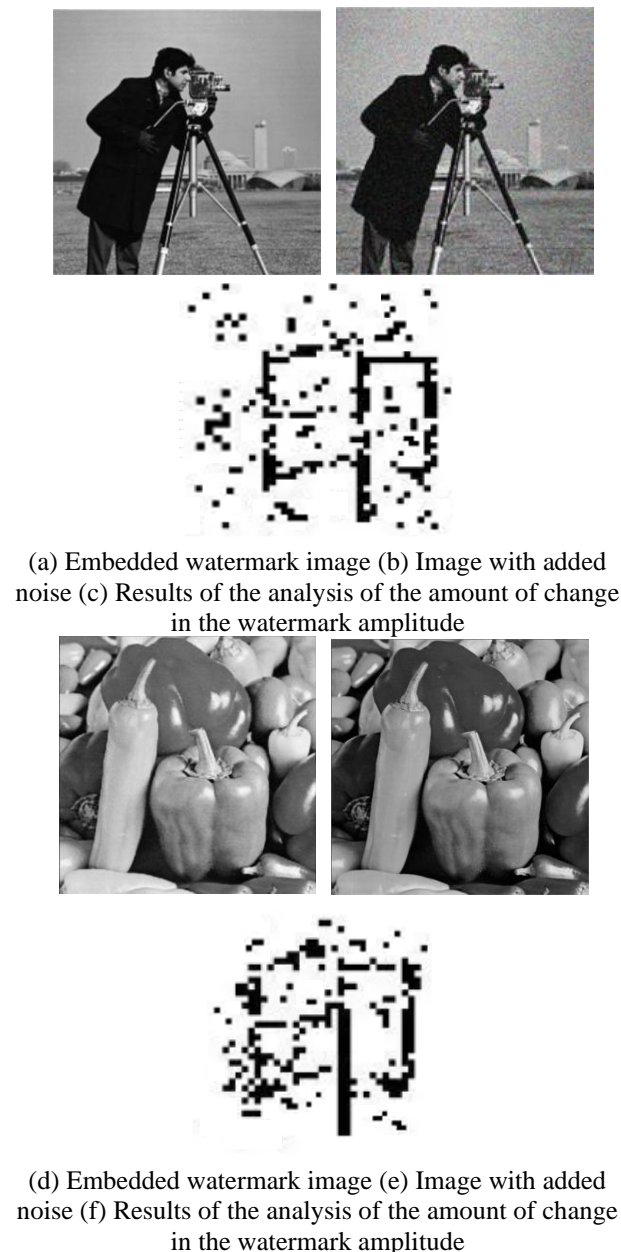 (a) Embedded watermark image (b) Image with added
noise (c) Results of the analysis of the amount of change
in the watermark amplitude
(d) Embedded watermark image (e) Image with added
noise (f) Results of the analysis of the amount of change
in the watermark amplitude